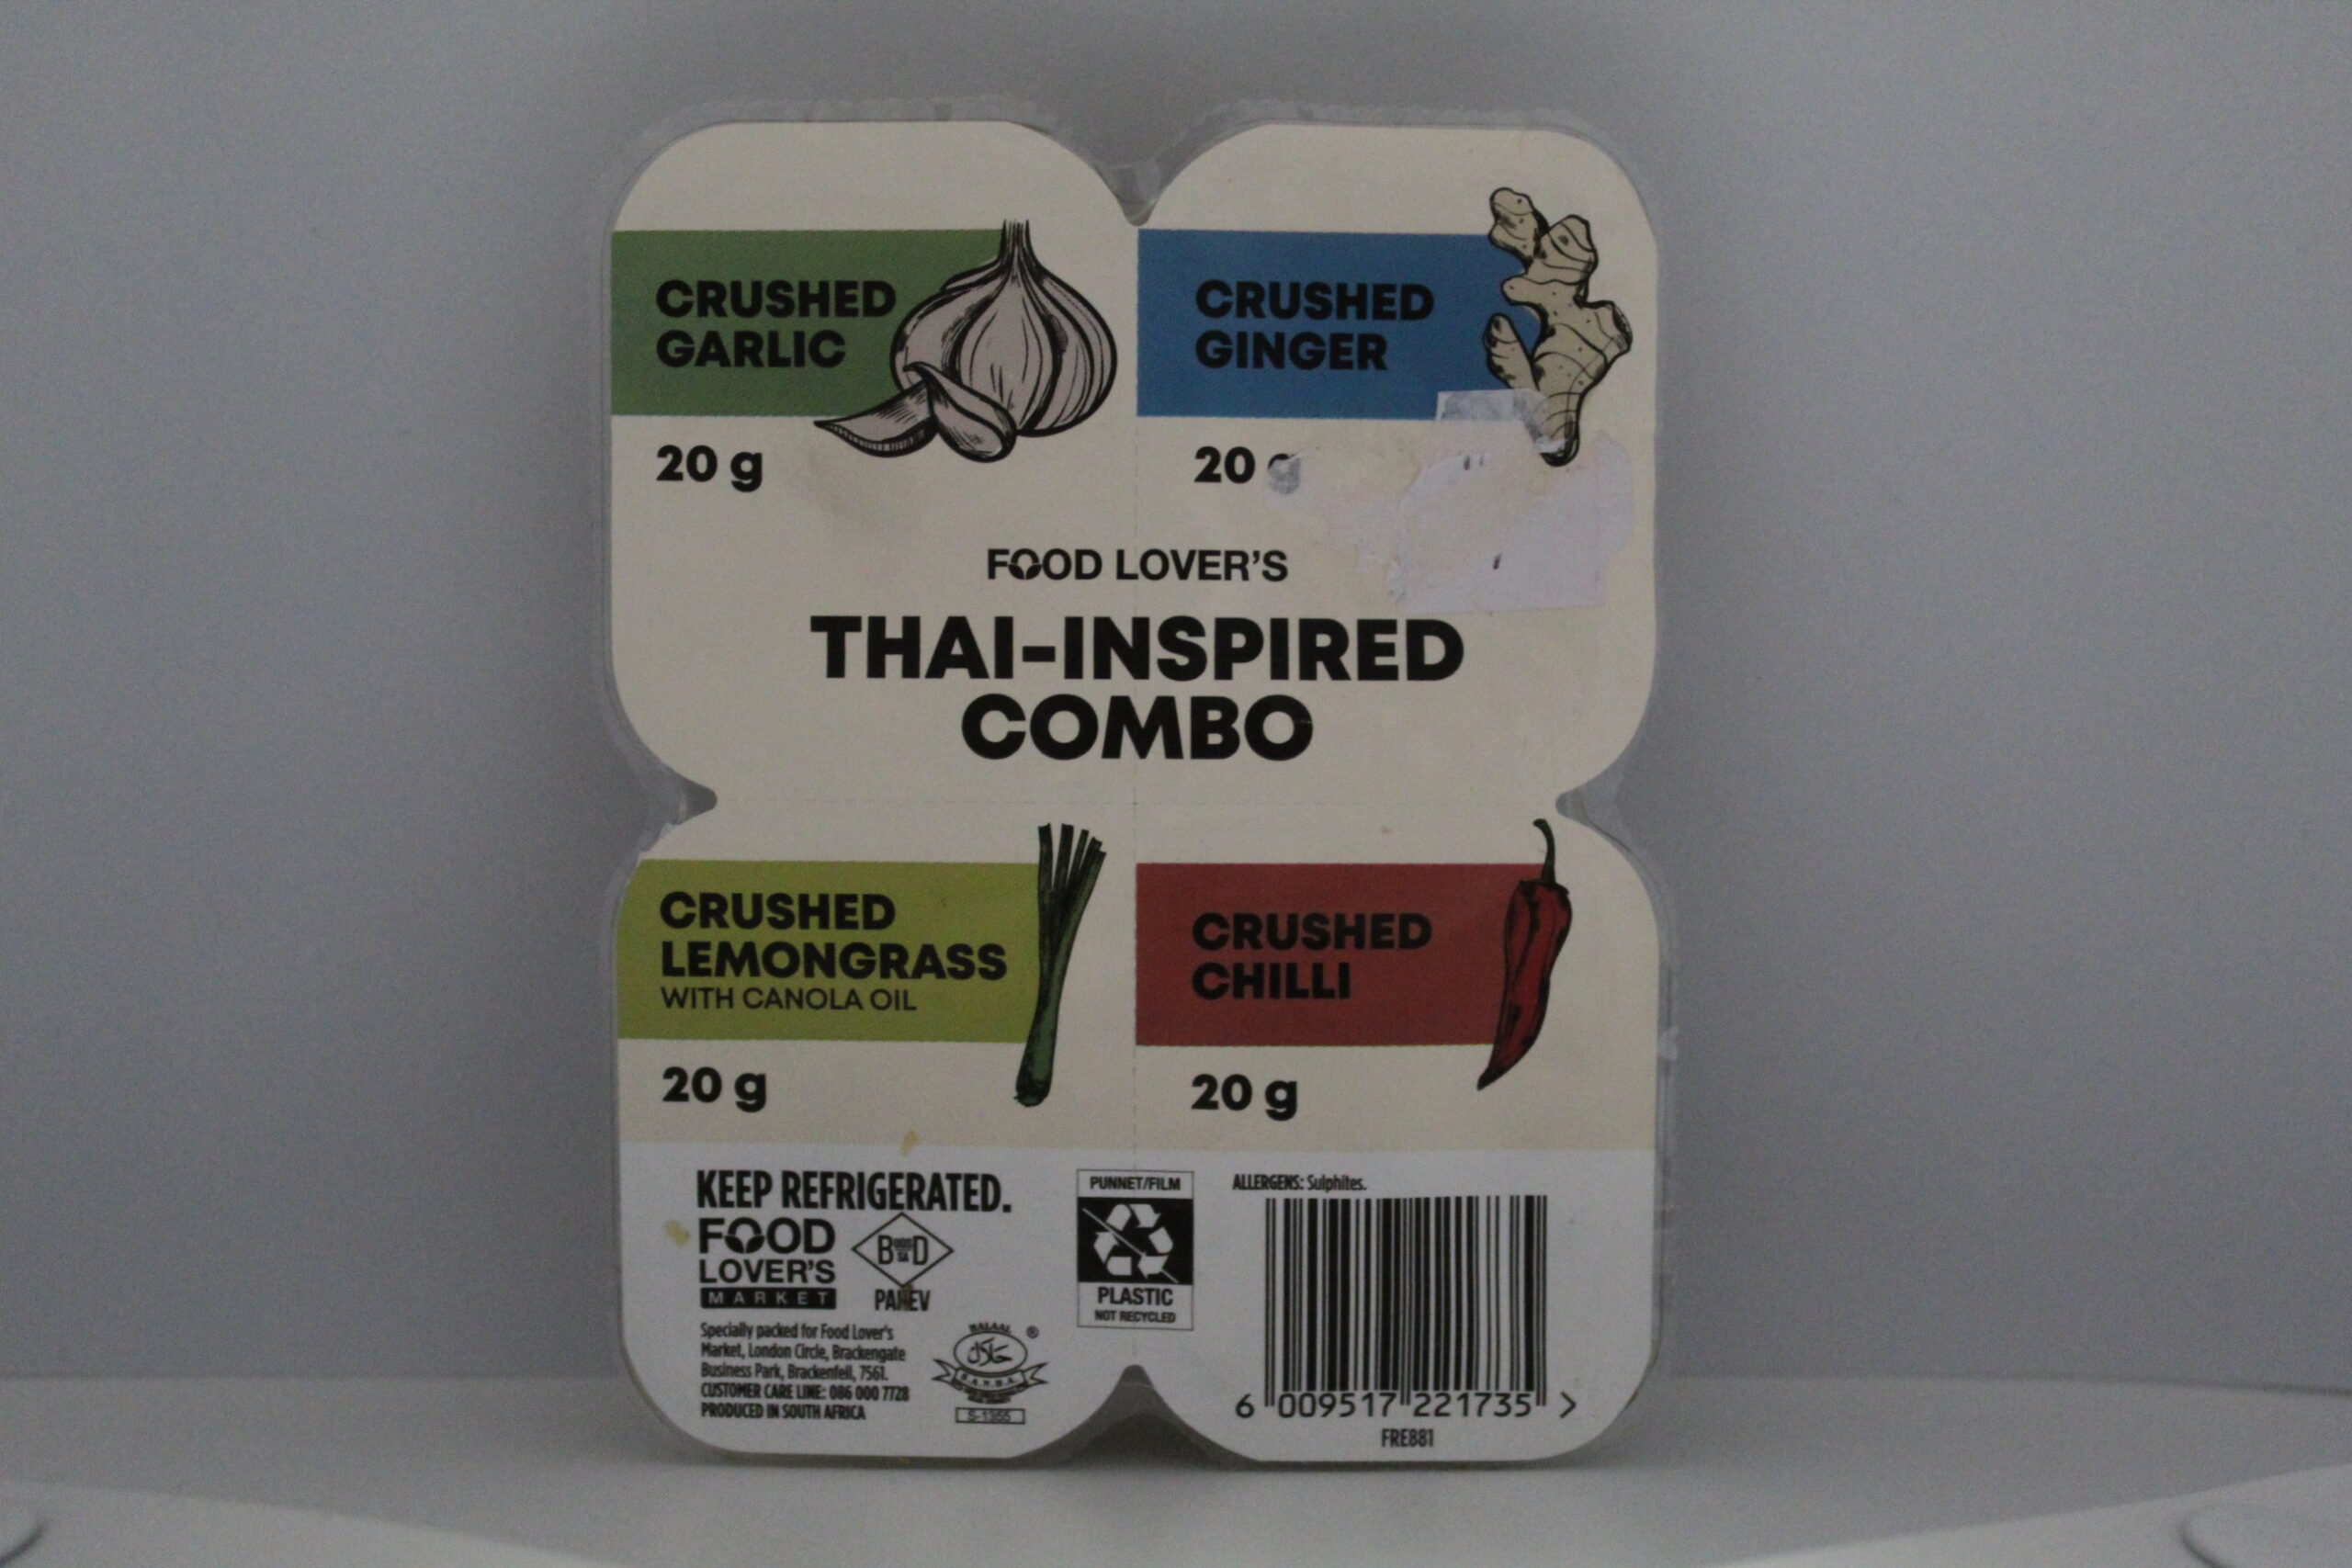 CRUSHED
GARLIC
20 g
CRUSHED
GINGER
20
FOOD LOVER'S
THAI-INSPIRED
COMBO
CRUSHED
LEMONGRASS
WITH CANOLA OIL
20 g
CRUSHED
CHILLI
20 g
KEEP REFRIGERATED.
FOOD
LOVER'S
MARKET
B D
PAREV
Specially packed for Food Lover's
Market, London Circle, Brackengate
Business Park, Brackenfell, 7561.
CUSTOMER CARE LINE: 086 000 7728
PRODUCED IN SOUTH AFRICA
HALAAL ®
حلال
S.A.N.H.A.
S-1355
PUNNET/FILM
PLASTIC
NOT RECYCLED
ALLERGENS: Sulphites.
6 009517 221735 >
FRE881